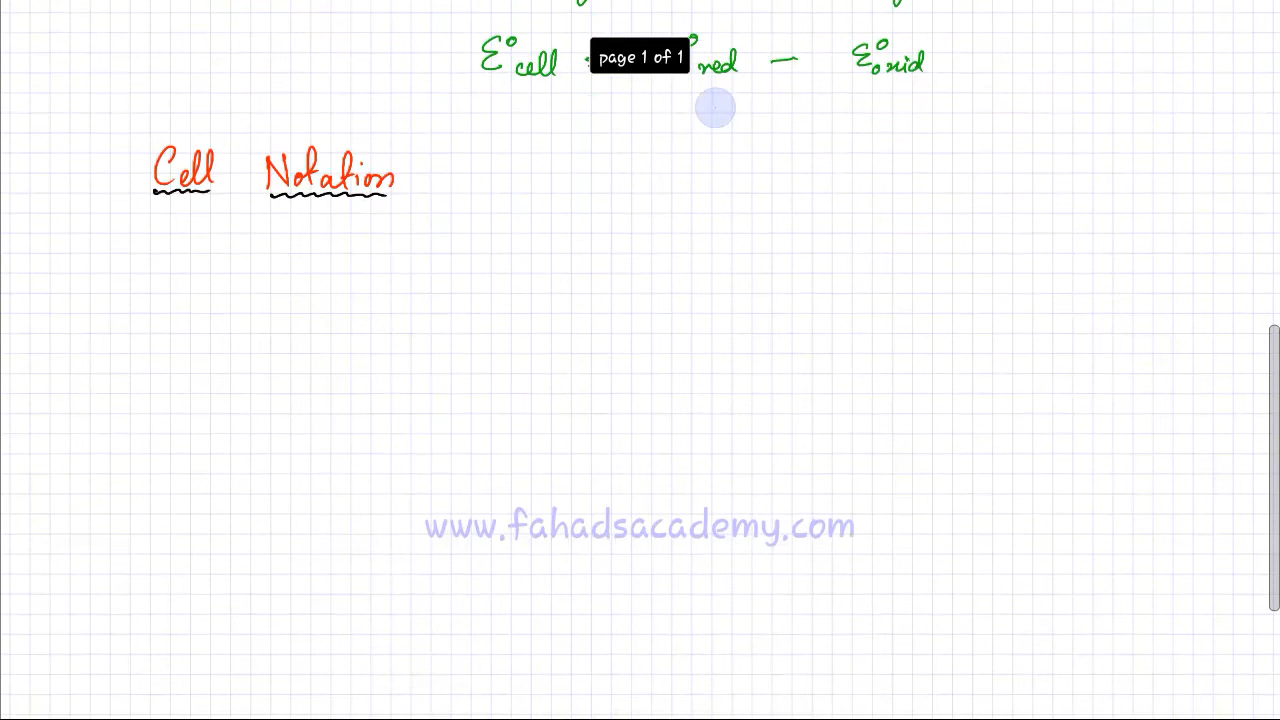 ℰ°cell page 1 of 1 °red — ℰ°oxid
Cell Notation
www.fahadsacademy.com